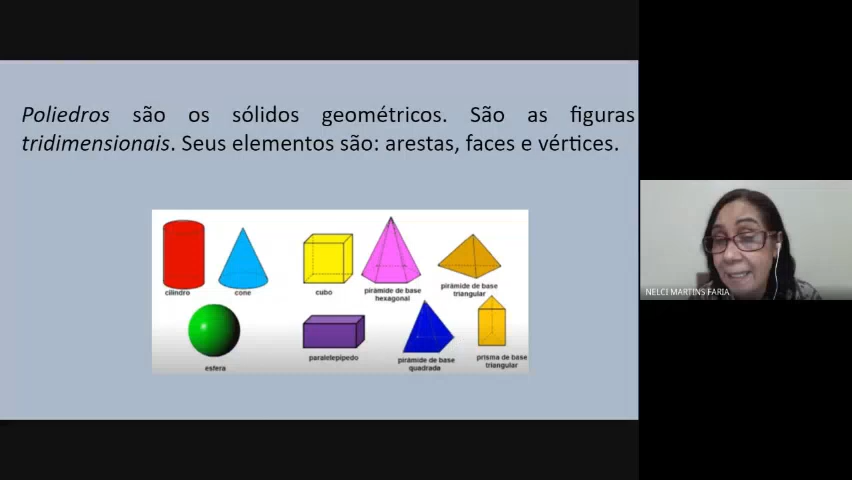 Poliedros são os sólidos geométricos. São as figuras
tridimensionais. Seus elementos são: arestas, faces e vértices.
cilindro
cone
cubo
pirâmide de base
hexagonal
pirâmide de base
triangular
esfera
paralelepípedo
pirâmide de base
quadrada
prisma de base
triangular
NELCI MARTINS FARIA